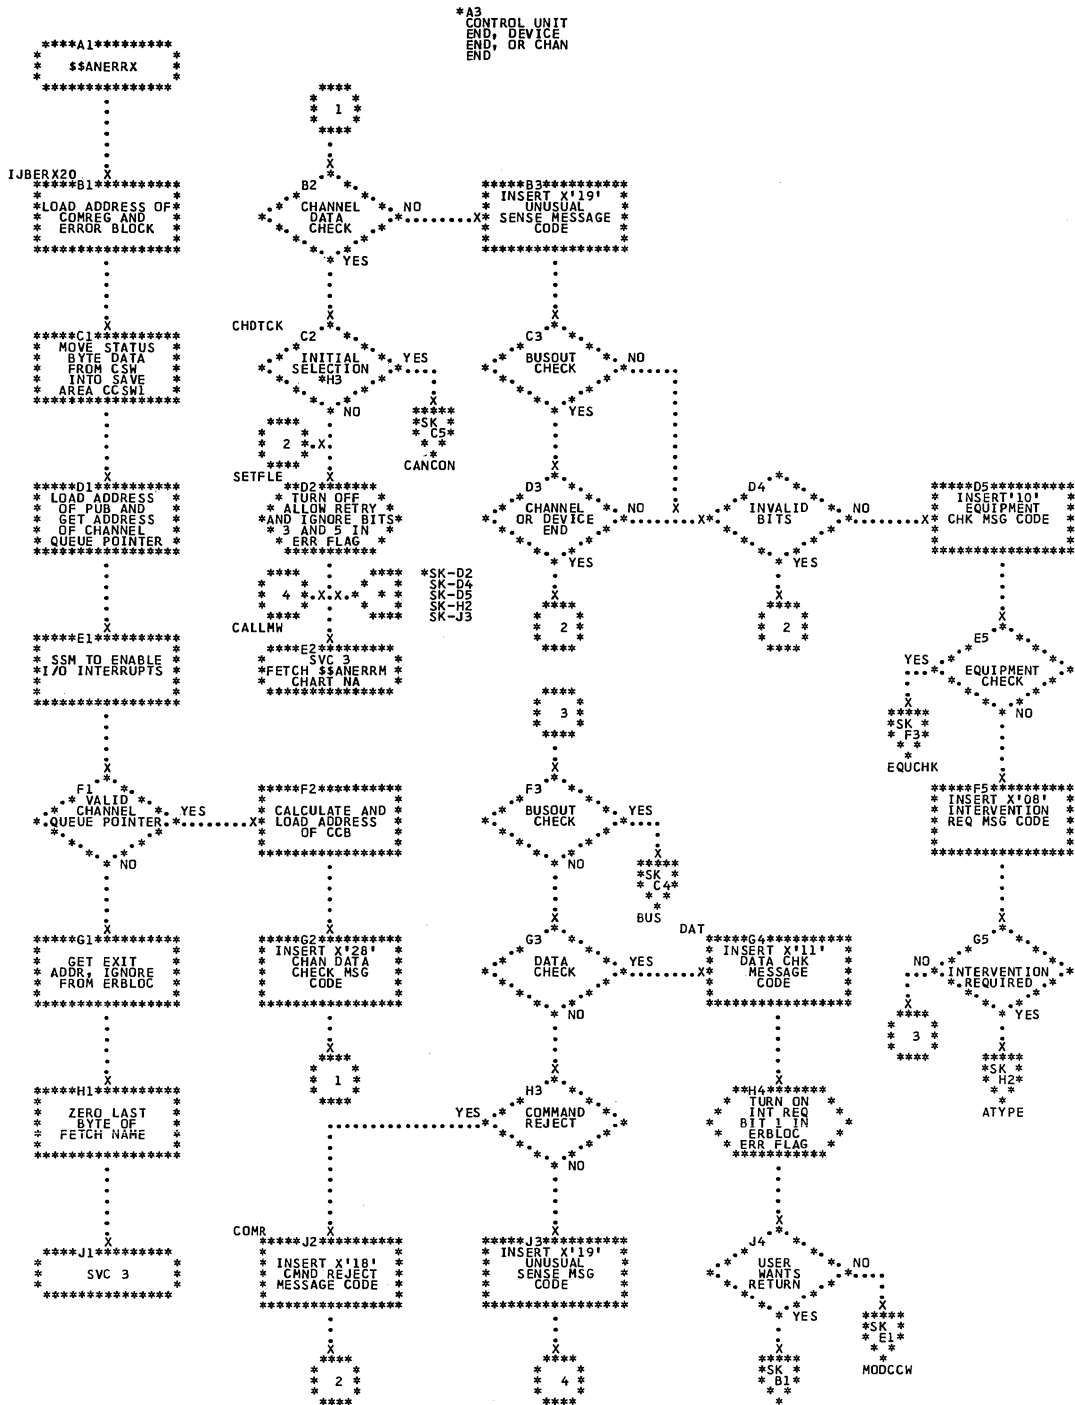 *A3
CONTROL UNIT
END, DEVICE
END, OR CHAN
END
****A1*********
$$ANERRX
1
IJBERX20
*****B1**********
LOAD ADDRESS OF
COMREG AND
ERROR BLOCK
B2
CHANNEL
DATA
CHECK
NO
YES
*****B3**********
INSERT X'19'
UNUSUAL
SENSE MESSAGE
CODE
*****C1**********
MOVE STATUS
BYTE DATA
FROM CSW
INTO SAVE
AREA CCSW1
CHDTCK
C2
INITIAL
SELECTION
*H3
YES
NO
*****
*SK *
* C5*
* *
*
CANCON
C3
BUSOUT
CHECK
NO
YES
2
SETFLE
*****D1**********
LOAD ADDRESS
OF PUB AND
GET ADDRESS
OF CHANNEL
QUEUE POINTER
**D2*******
TURN OFF
ALLOW RETRY
AND IGNORE BITS
3 AND 5 IN
ERR FLAG
D3
CHANNEL
OR DEVICE
END
NO
YES
D4
INVALID
BITS
NO
YES
*****D5**********
INSERT'10'
EQUIPMENT
CHK MSG CODE
4
*SK-D2
SK-D4
SK-D5
SK-H2
SK-J3
2
2
CALLMW
*****E1**********
SSM TO ENABLE
I/O INTERRUPTS
****E2*********
SVC 3
FETCH $$ANERRM
CHART NA
E5
EQUIPMENT
CHECK
YES
NO
*****
*SK *
* F3*
* *
*
EQUCHK
3
F1
VALID
CHANNEL
QUEUE POINTER
YES
NO
*****F2**********
CALCULATE AND
LOAD ADDRESS
OF CCB
F3
BUSOUT
CHECK
YES
NO
*****
*SK *
* C4*
* *
*
BUS
*****F5**********
INSERT X'08'
INTERVENTION
REQ MSG CODE
*****G1**********
GET EXIT
ADDR, IGNORE
FROM ERBLOC
*****G2**********
INSERT X'28'
CHAN DATA
CHECK MSG
CODE
G3
DATA
CHECK
YES
NO
DAT
*****G4**********
INSERT X'11'
DATA CHK
MESSAGE
CODE
G5
INTERVENTION
REQUIRED
NO
YES
3
1
*****
*SK *
* H2*
* *
*
ATYPE
*****H1**********
ZERO LAST
BYTE OF
FETCH NAME
H3
COMMAND
REJECT
YES
NO
**H4*******
TURN ON
INT REQ
BIT 1 IN
ERBLOC
ERR FLAG
****J1*********
SVC 3
COMR
*****J2**********
INSERT X'18'
CMND REJECT
MESSAGE CODE
*****J3**********
INSERT X'19'
UNUSUAL
SENSE MSG
CODE
J4
USER
WANTS
RETURN
NO
YES
*****
*SK *
* E1*
* *
*
MODCCW
2
4
*****
*SK *
* B1*
* *
*